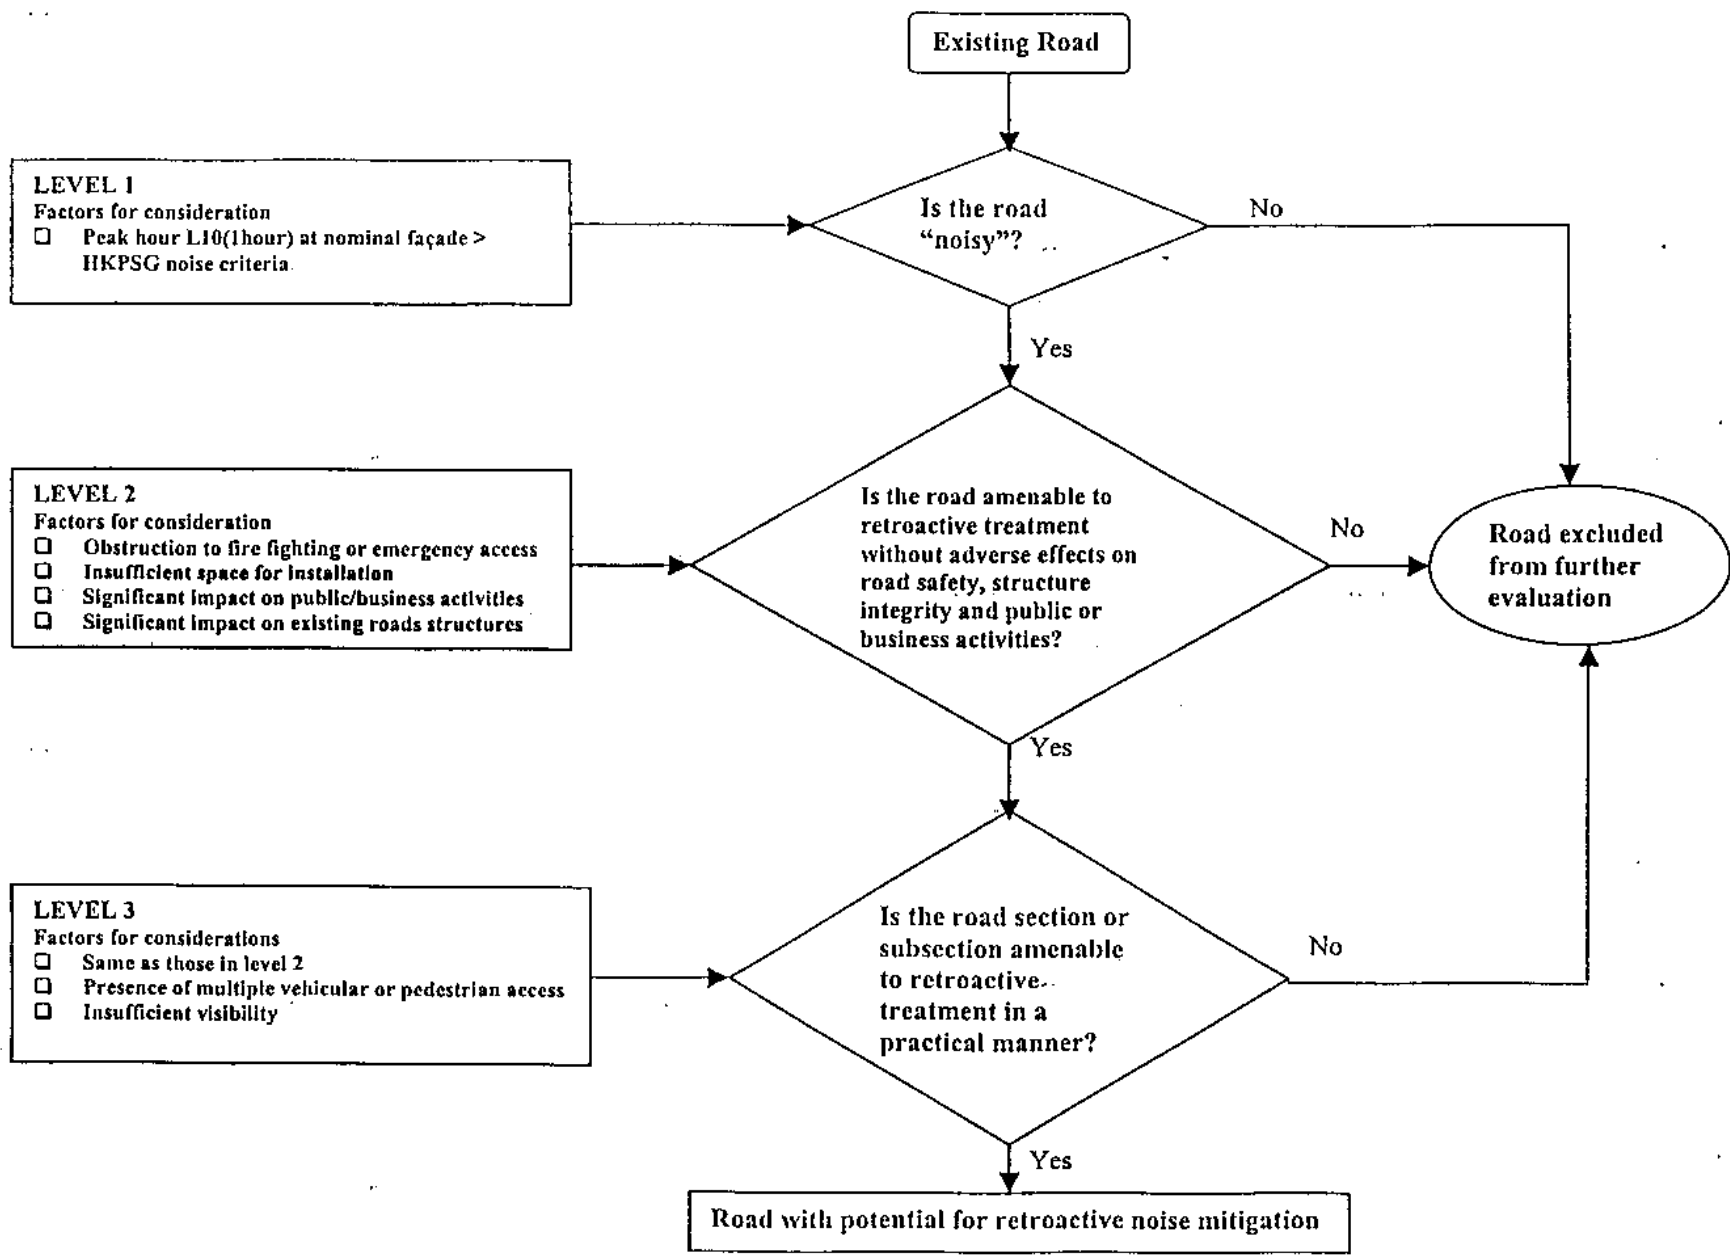 Existing Road
LEVEL 1
Factors for consideration
❑ Peak hour L10(1hour) at nominal façade >
HKPSG noise criteria
Is the road
“noisy”?
No
Yes
LEVEL 2
Factors for consideration
❑ Obstruction to fire fighting or emergency access
❑ Insufficient space for installation
❑ Significant impact on public/business activities
❑ Significant impact on existing roads structures
Is the road amenable to
retroactive treatment
without adverse effects on
road safety, structure
integrity and public or
business activities?
No
Road excluded
from further
evaluation
Yes
LEVEL 3
Factors for considerations
❑ Same as those in level 2
❑ Presence of multiple vehicular or pedestrian access
❑ Insufficient visibility
Is the road section or
subsection amenable
to retroactive
treatment in a
practical manner?
No
Yes
Road with potential for retroactive noise mitigation